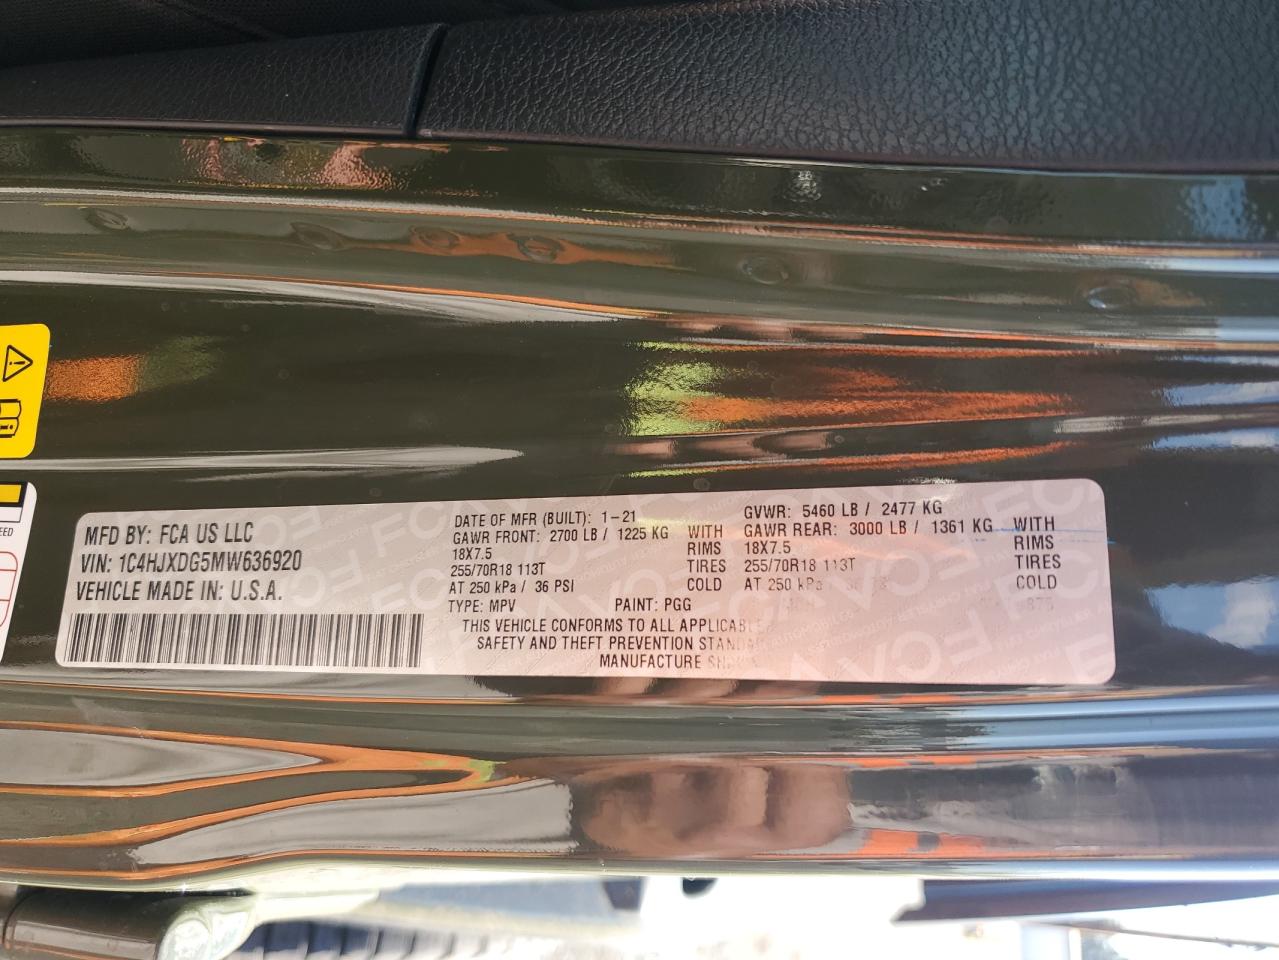 EED
MFD BY: FCA US LLC
VIN: 1C4HJXDG5MW636920
VEHICLE MADE IN: U.S.A.
DATE OF MFR (BUILT): 1-21
GAWR FRONT: 2700 LB / 1225 KG WITH
18X7.5 RIMS
255/70R18 113T TIRES
AT 250 kPa / 36 PSI COLD
TYPE: MPV PAINT: PGG
GVWR: 5460 LB / 2477 KG
GAWR REAR: 3000 LB / 1361 KG WITH
18X7.5 RIMS
255/70R18 113T TIRES
AT 250 kPa / COLD
THIS VEHICLE CONFORMS TO ALL APPLICABLE
SAFETY AND THEFT PREVENTION
MANUFACTURE